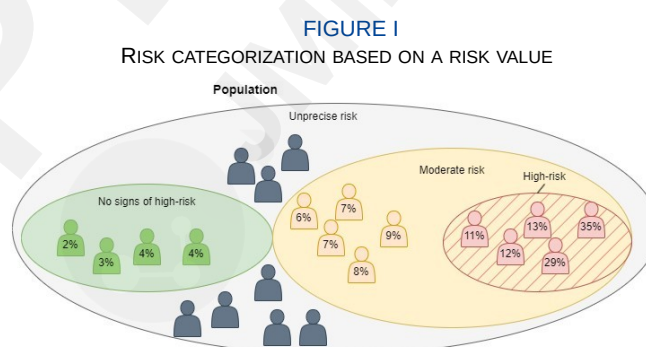 FIGURE I
RISK CATEGORIZATION BASED ON A RISK VALUE
Population
Unprecise risk
Moderate risk
High-risk
No signs of high-risk
2%
3%
4%
4%
6%
7%
7%
8%
9%
11%
12%
13%
29%
35%